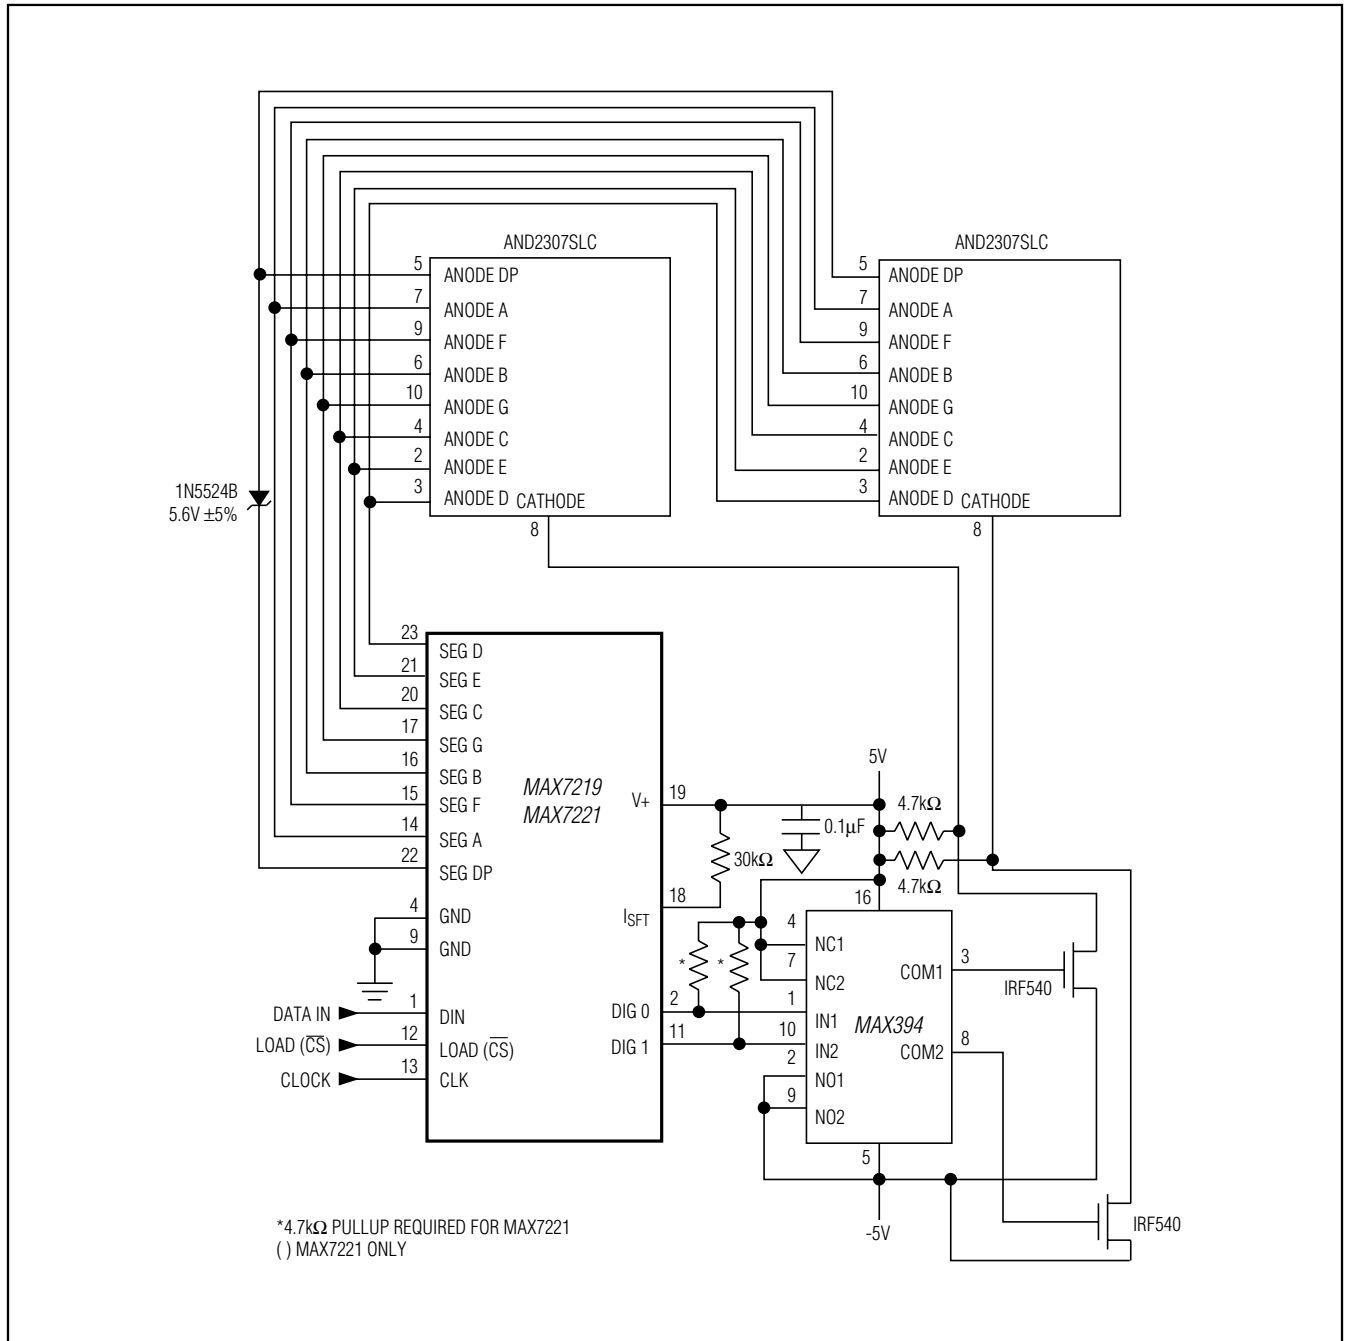 AND2307SLC
5
ANODE DP
7
ANODE A
9
ANODE F
6
ANODE B
10
ANODE G
4
ANODE C
2
ANODE E
3
ANODE D
CATHODE
8
AND2307SLC
5
ANODE DP
7
ANODE A
9
ANODE F
6
ANODE B
10
ANODE G
4
ANODE C
2
ANODE E
3
ANODE D
CATHODE
8
1N5524B
5.6V ±5%
23
SEG D
21
SEG E
20
SEG C
17
SEG G
16
SEG B
15
SEG F
14
SEG A
22
SEG DP
4
GND
9
GND
DATA IN
1
DIN
LOAD (C̅S̅)
12
LOAD (C̅S̅)
CLOCK
13
CLK
MAX7219
MAX7221
V+
19
ISFT
18
DIG 0
2
DIG 1
11
30kΩ
0.1µF
5V
4.7kΩ
4.7kΩ
*
*
16
4
NC1
7
NC2
1
IN1
10
IN2
2
NO1
9
NO2
MAX394
COM1
3
COM2
8
5
-5V
IRF540
IRF540
*4.7kΩ PULLUP REQUIRED FOR MAX7221
( ) MAX7221 ONLY